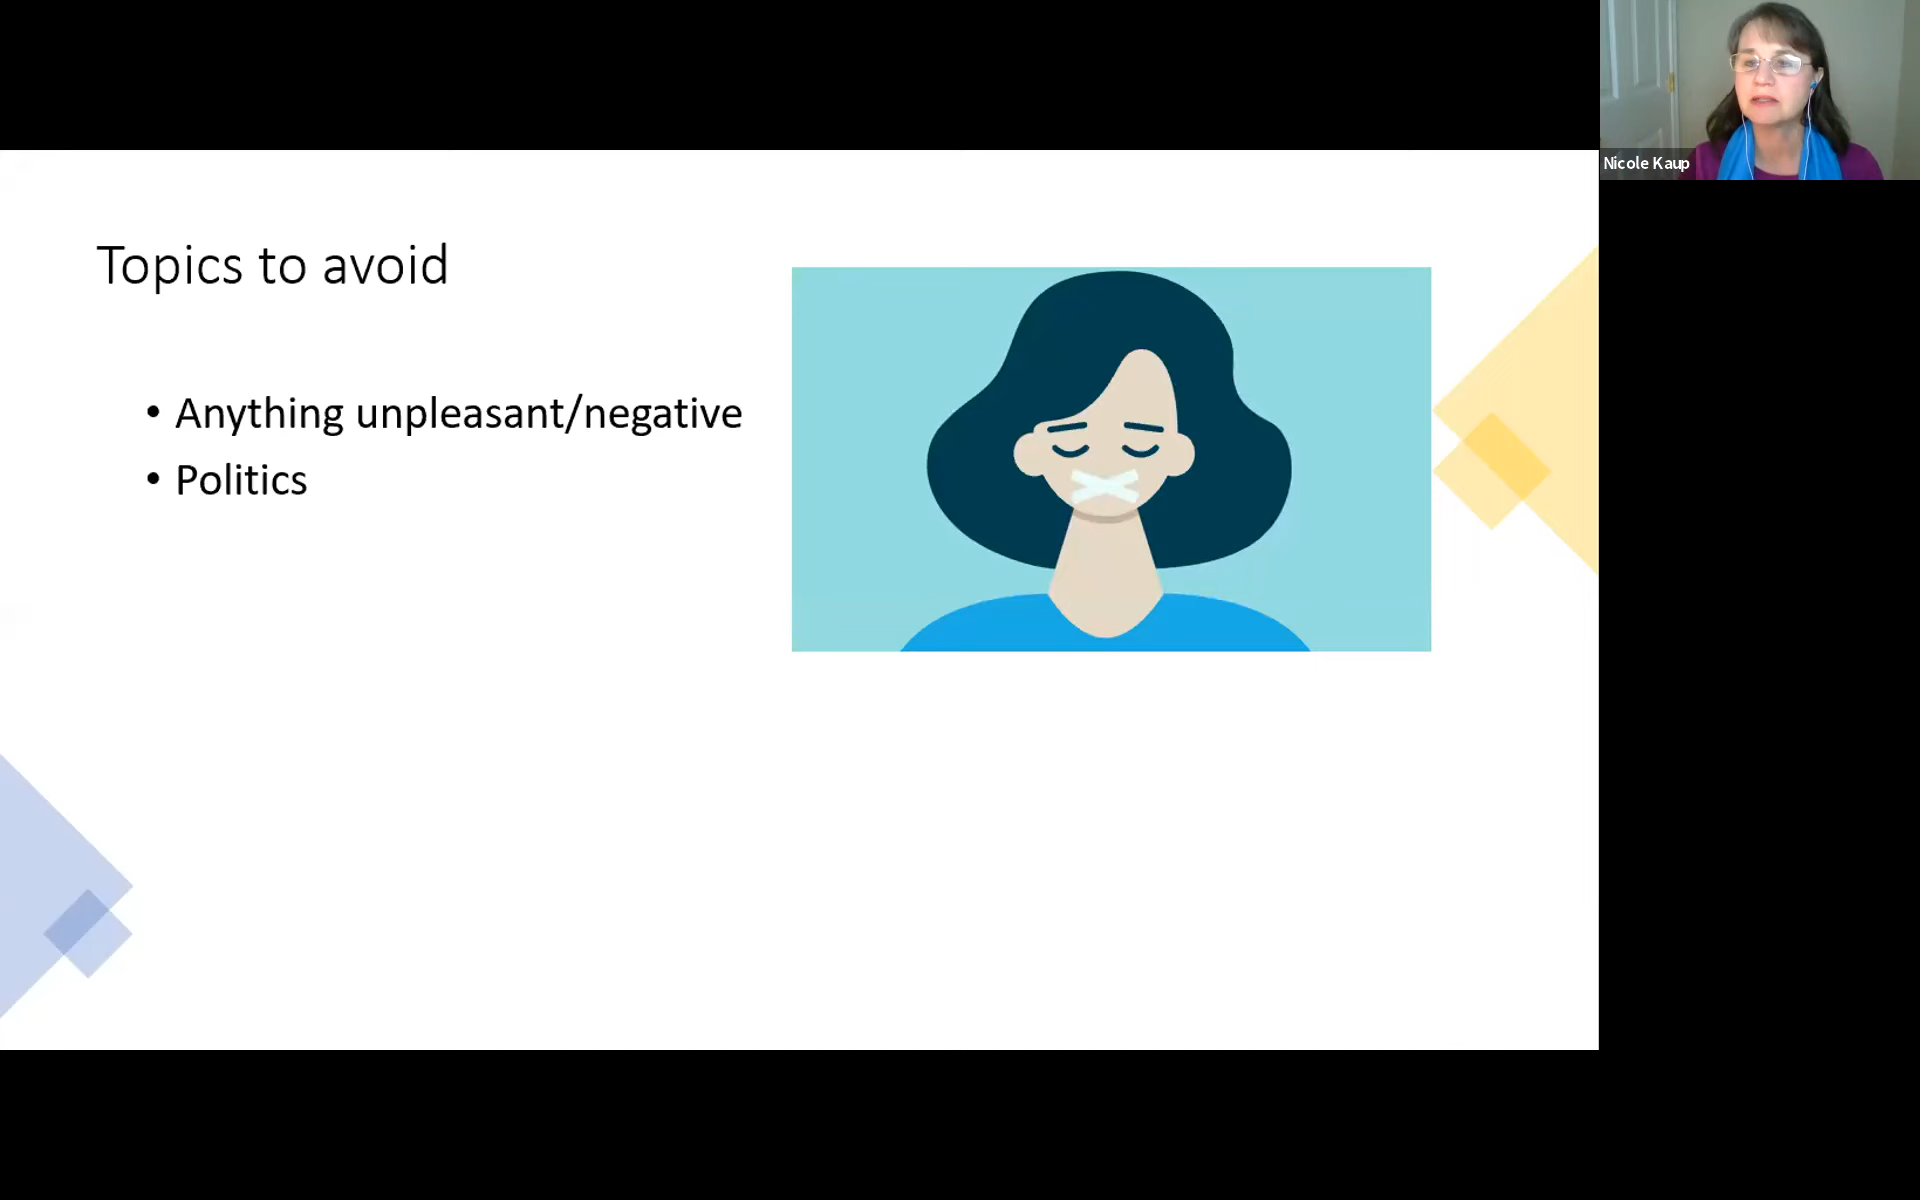 Nicole Kaup
Topics to avoid
• Anything unpleasant/negative
• Politics